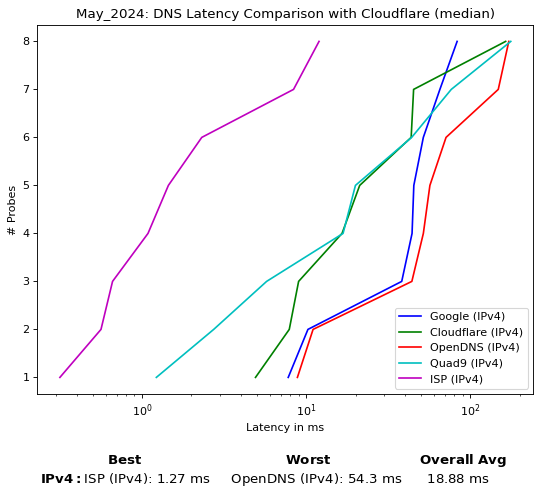 May_2024: DNS Latency Comparison with Cloudflare (median)
8
7
6
5
4
3
2
1
# Probes
10⁰
10¹
10²
Latency in ms
Google (IPv4)
Cloudflare (IPv4)
OpenDNS (IPv4)
Quad9 (IPv4)
ISP (IPv4)
Best Worst Overall Avg
IPv4: ISP (IPv4): 1.27 ms OpenDNS (IPv4): 54.3 ms 18.88 ms